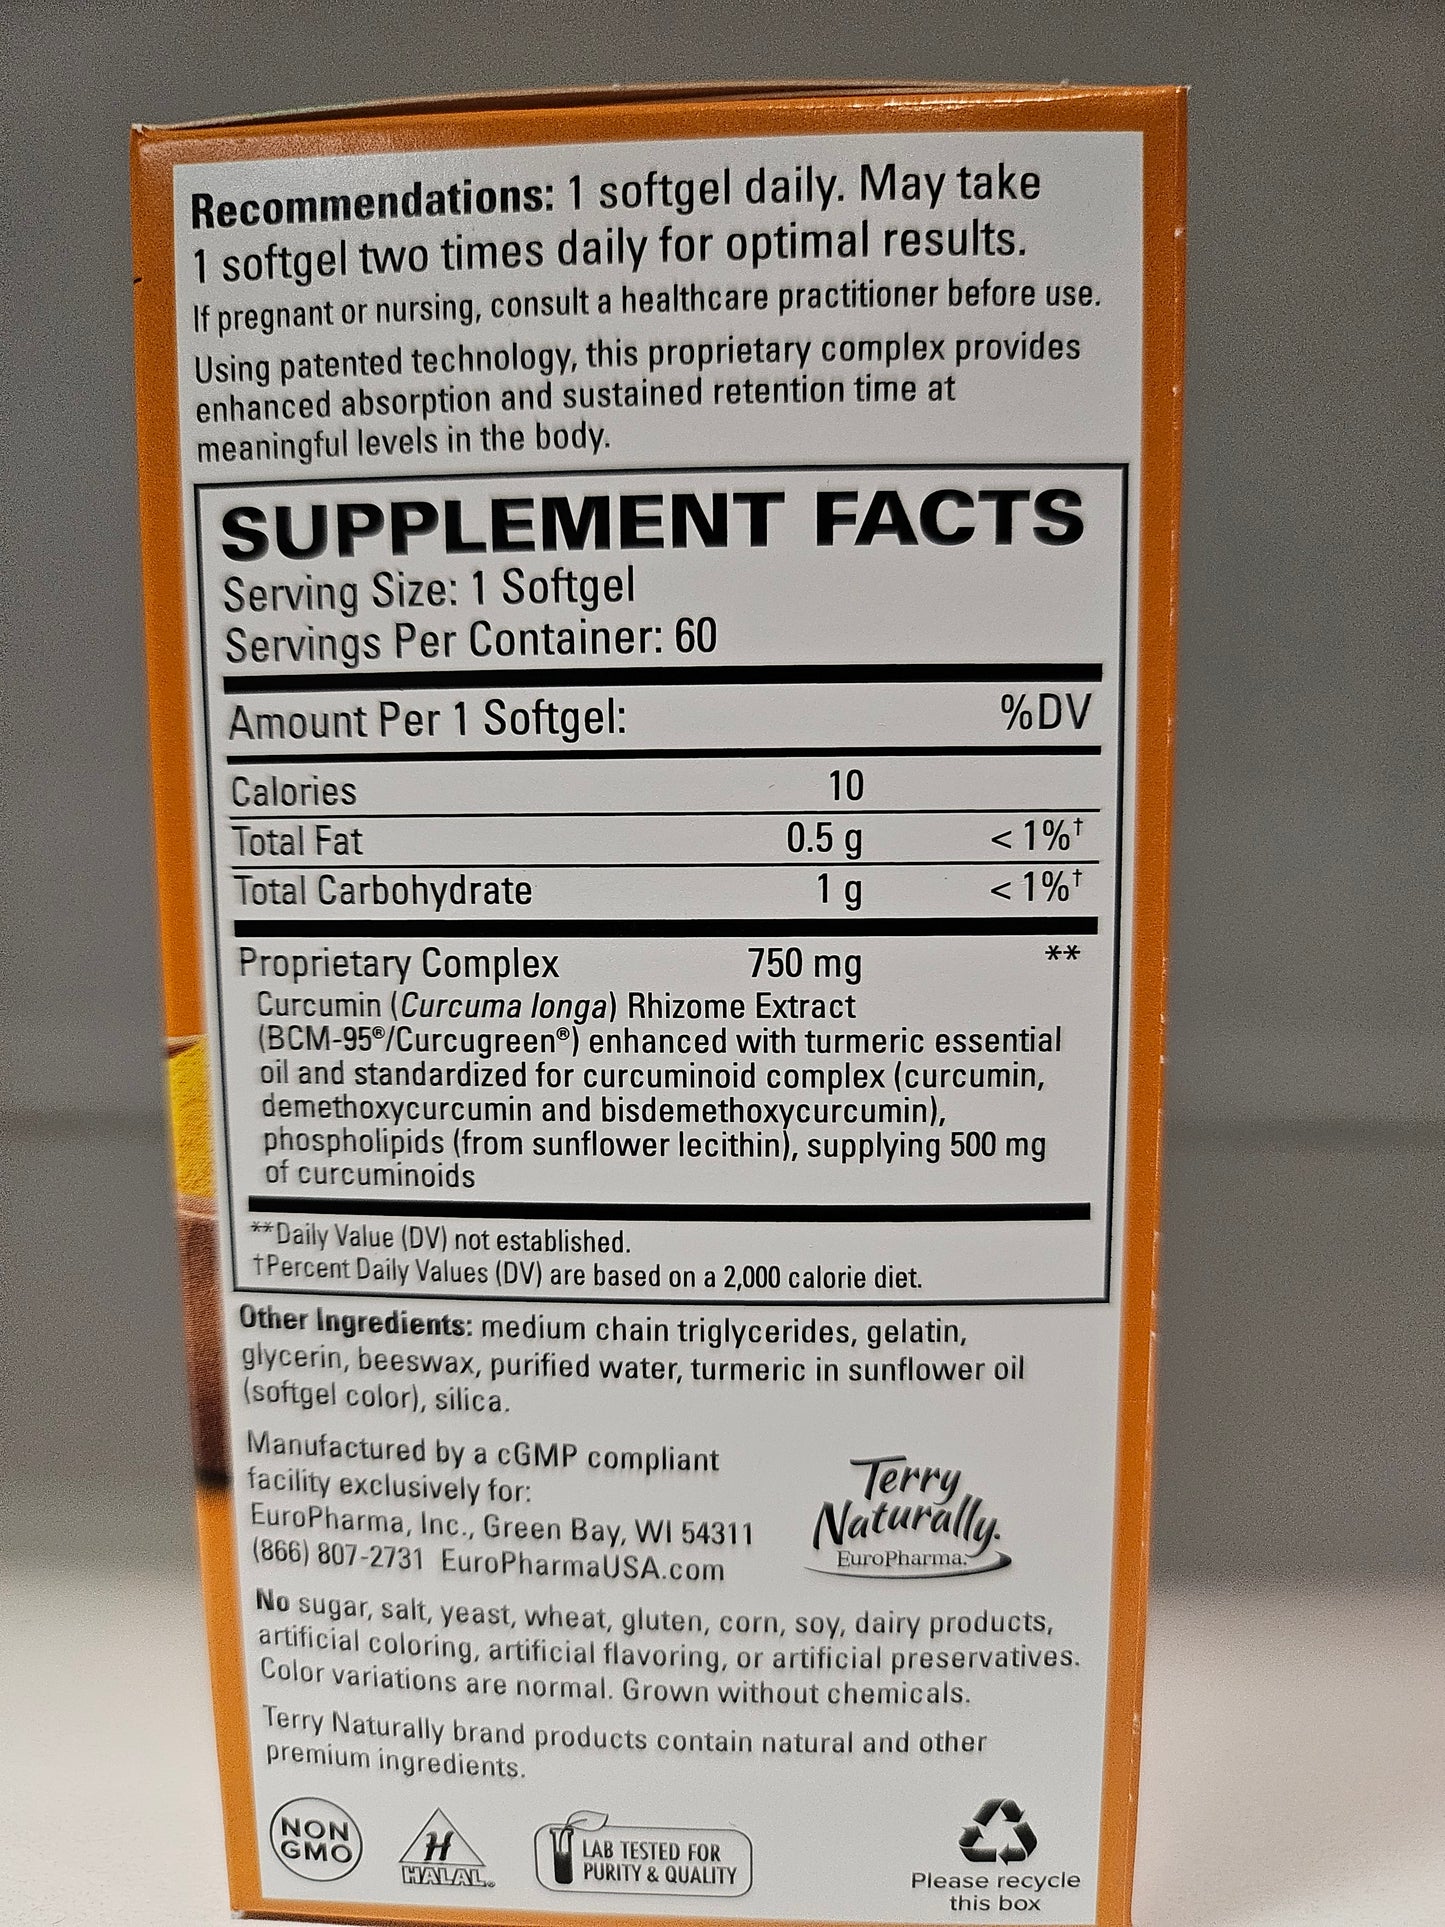 Recommendations: 1 softgel daily. May take
1 softgel two times daily for optimal results.
If pregnant or nursing, consult a healthcare practitioner before use.
Using patented technology, this proprietary complex provides
enhanced absorption and sustained retention time at
meaningful levels in the body.
SUPPLEMENT FACTS
Serving Size: 1 Softgel
Servings Per Container: 60
Amount Per 1 Softgel: %DV
Calories 10
Total Fat 0.5 g < 1%†
Total Carbohydrate 1 g < 1%†
Proprietary Complex 750 mg **
Curcumin (Curcuma longa) Rhizome Extract
(BCM-95®/Curcugreen®) enhanced with turmeric essential
oil and standardized for curcuminoid complex (curcumin,
demethoxycurcumin and bisdemethoxycurcumin),
phospholipids (from sunflower lecithin), supplying 500 mg
of curcuminoids
**Daily Value (DV) not established.
†Percent Daily Values (DV) are based on a 2,000 calorie diet.
Other Ingredients: medium chain triglycerides, gelatin,
glycerin, beeswax, purified water, turmeric in sunflower oil
(softgel color), silica.
Manufactured by a cGMP compliant
facility exclusively for:
EuroPharma, Inc., Green Bay, WI 54311
(866) 807-2731 EuroPharmaUSA.com
Terry
Naturally.
EuroPharma.
No sugar, salt, yeast, wheat, gluten, corn, soy, dairy products,
artificial coloring, artificial flavoring, or artificial preservatives.
Color variations are normal. Grown without chemicals.
Terry Naturally brand products contain natural and other
premium ingredients.
NON
GMO
H
HALAL®
LAB TESTED FOR
PURITY & QUALITY
Please recycle
this box